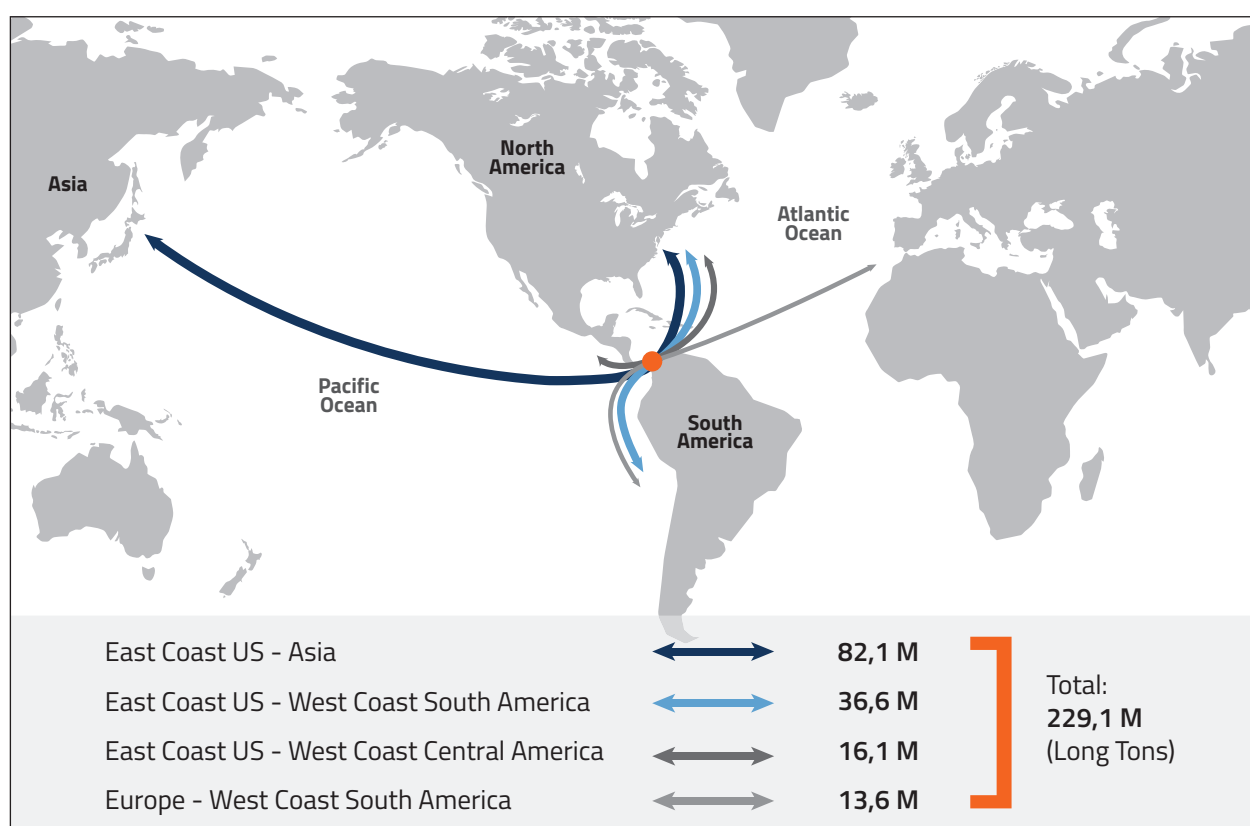 North
America
Asia
Atlantic
Ocean
Pacific
Ocean
South
America
East Coast US - Asia
82,1 M
East Coast US - West Coast South America
36,6 M
East Coast US - West Coast Central America
16,1 M
Europe - West Coast South America
13,6 M
Total:
229,1 M
(Long Tons)